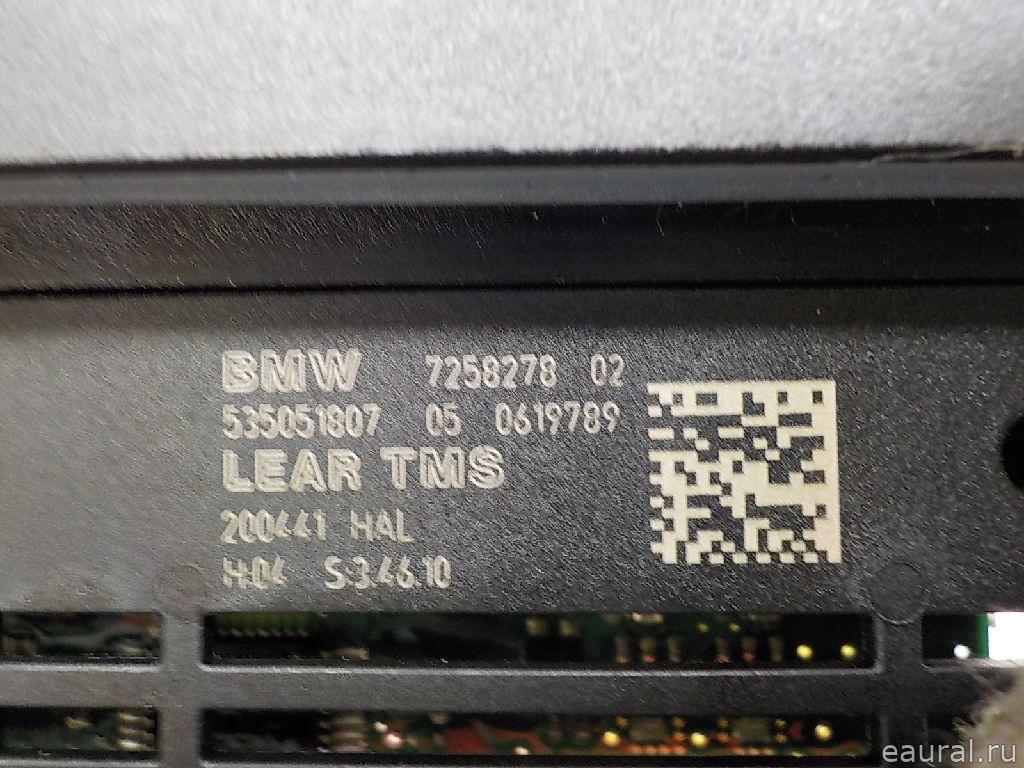 BMW 7258278 02
535051807 05 0619789
LEAR TMS
200441 HAL
H:04 S:3.46.10
eaural.ru